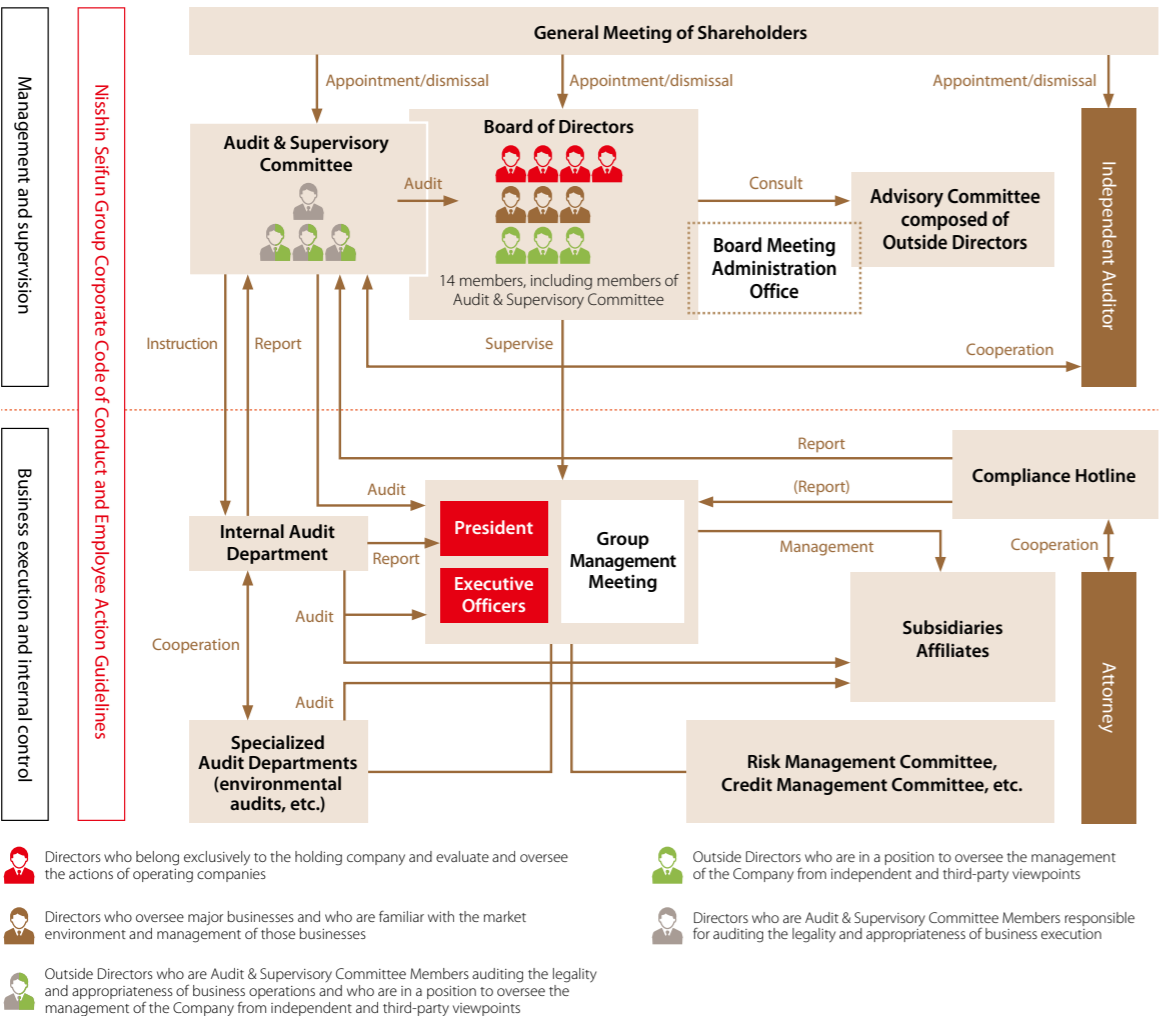 General Meeting of Shareholders
Appointment/dismissal
Appointment/dismissal
Appointment/dismissal
Management and supervision
Nisshin Seifun Group Corporate Code of Conduct and Employee Action Guidelines
Audit & Supervisory
Committee
Audit
Board of Directors
14 members, including members of
Audit & Supervisory Committee
Consult
Board Meeting
Administration
Office
Advisory Committee
composed of
Outside Directors
Independent Auditor
Instruction
Report
Supervise
Cooperation
Business execution and internal control
Report
(Report)
Compliance Hotline
Audit
Internal Audit
Department
Report
President
Executive
Officers
Group
Management
Meeting
Management
Cooperation
Audit
Cooperation
Subsidiaries
Affiliates
Attorney
Audit
Specialized
Audit Departments
(environmental
audits, etc.)
Risk Management Committee,
Credit Management Committee, etc.
Directors who belong exclusively to the holding company and evaluate and oversee
the actions of operating companies
Outside Directors who are in a position to oversee the management
of the Company from independent and third-party viewpoints
Directors who oversee major businesses and who are familiar with the market
environment and management of those businesses
Directors who are Audit & Supervisory Committee Members responsible
for auditing the legality and appropriateness of business execution
Outside Directors who are Audit & Supervisory Committee Members auditing the legality
and appropriateness of business operations and who are in a position to oversee the
management of the Company from independent and third-party viewpoints